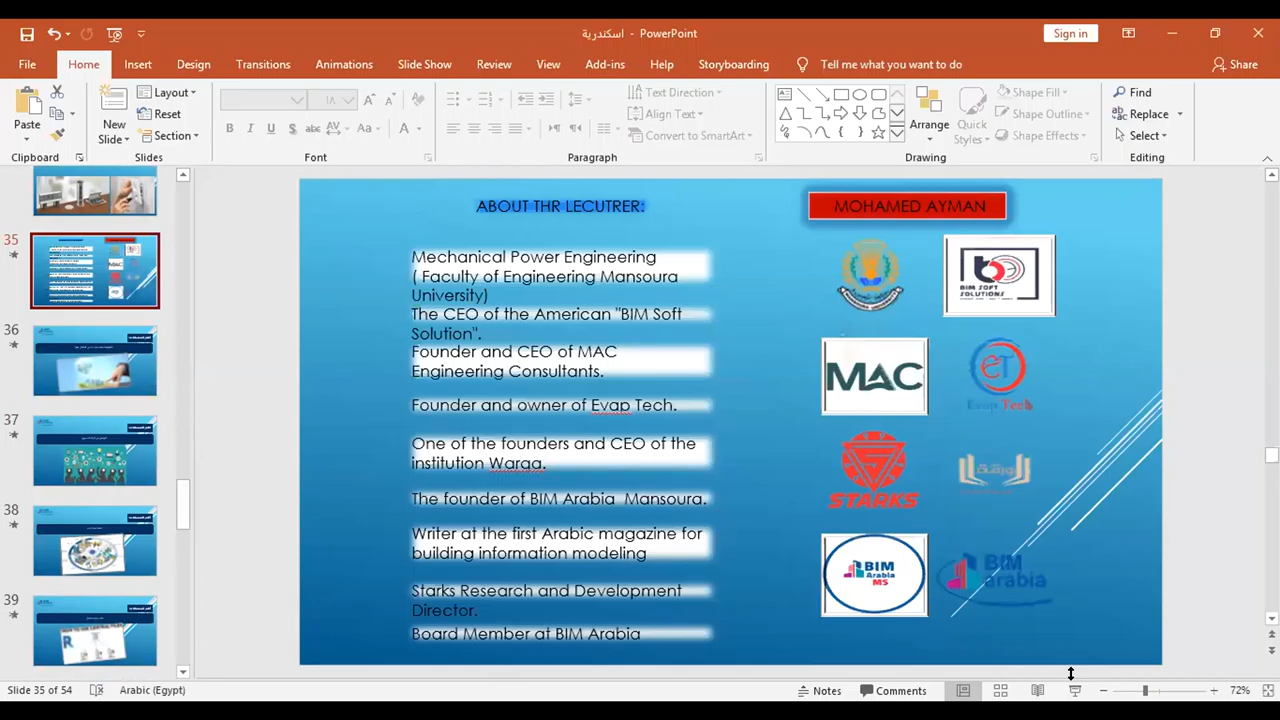 اسكندرية - PowerPoint
Sign in
File Home Insert Design Transitions Animations Slide Show Review View Add-ins Help Storyboarding Tell me what you want to do Share
Paste
New Slide
Layout
Reset
Section
Text Direction
Align Text
Convert to SmartArt
Arrange
Quick Styles
Shape Fill
Shape Outline
Shape Effects
Find
Replace
Select
Clipboard Slides Font Paragraph Drawing Editing
35
36
37
38
39
ABOUT THR LECUTRER:
MOHAMED AYMAN
Mechanical Power Engineering
( Faculty of Engineering Mansoura
University)
The CEO of the American "BIM Soft
Solution".
Founder and CEO of MAC
Engineering Consultants.
Founder and owner of Evap Tech.
One of the founders and CEO of the
institution Warqa.
The founder of BIM Arabia Mansoura.
Writer at the first Arabic magazine for
building information modeling
Starks Research and Development
Director.
Board Member at BIM Arabia
BIM SOFT
SOLUTIONS
MAC
ET
Evap Tech
STARKS
الورقة
BIM
Arabia
MS
BIM
arabia
Slide 35 of 54 Arabic (Egypt) Notes Comments 72%